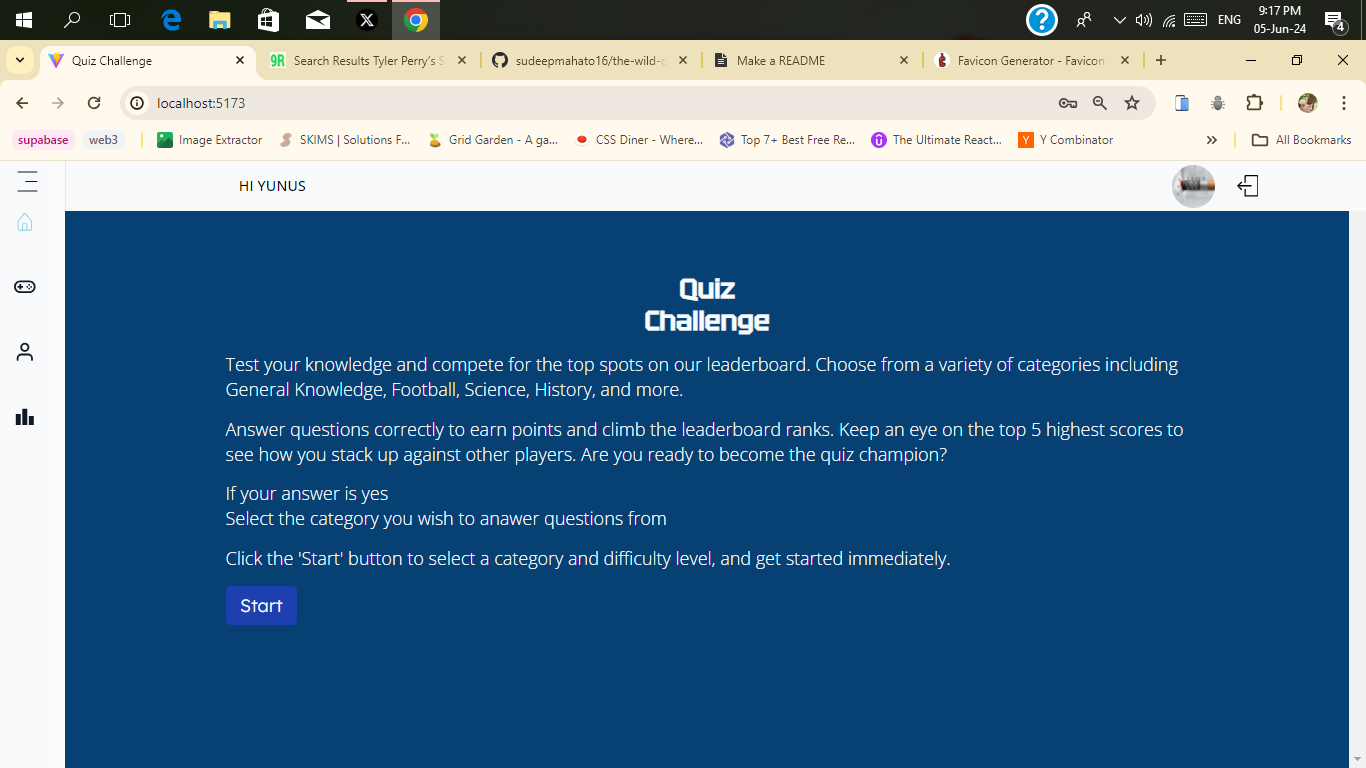 ENG
9:17 PM
05-Jun-24
4
Quiz Challenge
Search Results Tyler Perry's S
sudeepmahato16/the-wild-o
Make a README
Favicon Generator - Favicon
localhost:5173
supabase
web3
Image Extractor
SKIMS | Solutions F...
Grid Garden - A ga...
CSS Diner - Where...
Top 7+ Best Free Re...
The Ultimate React...
Y Combinator
All Bookmarks
HI YUNUS
Quiz
Challenge
Test your knowledge and compete for the top spots on our leaderboard. Choose from a variety of categories including
General Knowledge, Football, Science, History, and more.
Answer questions correctly to earn points and climb the leaderboard ranks. Keep an eye on the top 5 highest scores to
see how you stack up against other players. Are you ready to become the quiz champion?
If your answer is yes
Select the category you wish to anawer questions from
Click the 'Start' button to select a category and difficulty level, and get started immediately.
Start